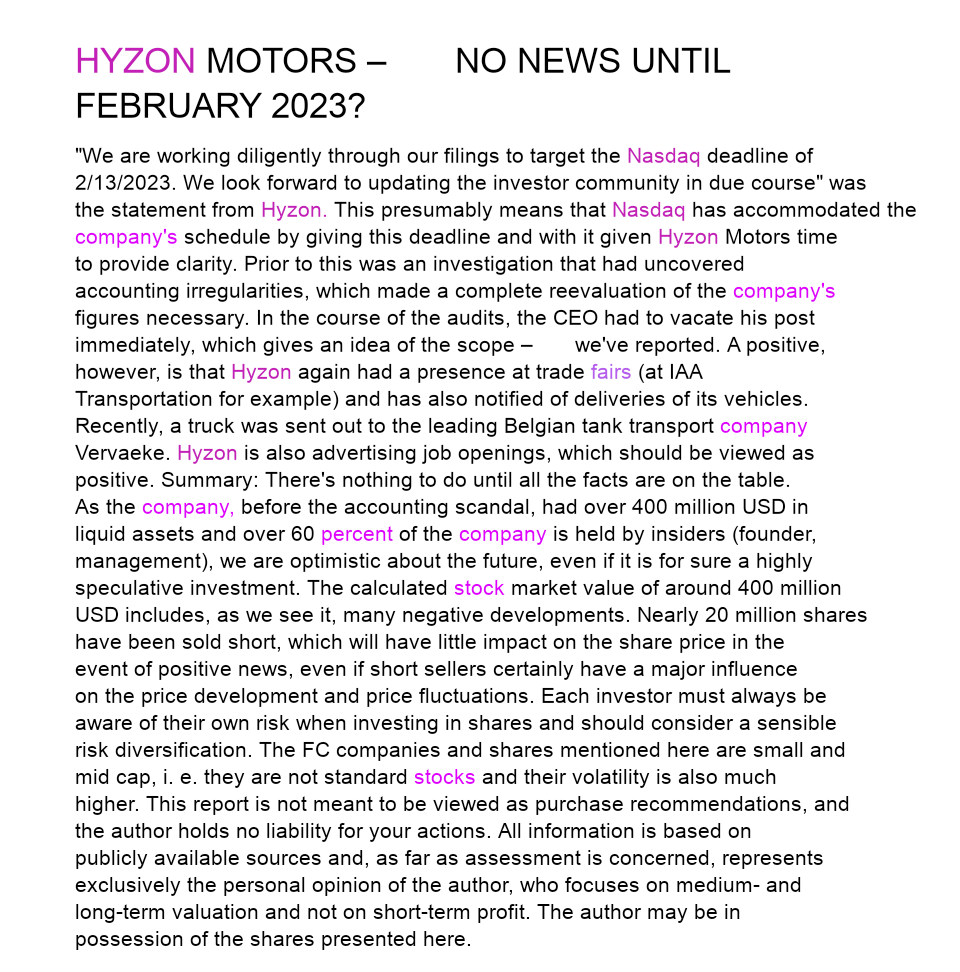 HYZON MOTORS – NO NEWS UNTIL
FEBRUARY 2023?
"We are working diligently through our filings to target the Nasdaq deadline of
2/13/2023. We look forward to updating the investor community in due course" was
the statement from Hyzon. This presumably means that Nasdaq has accommodated the
company's schedule by giving this deadline and with it given Hyzon Motors time
to provide clarity. Prior to this was an investigation that had uncovered
accounting irregularities, which made a complete reevaluation of the company's
figures necessary. In the course of the audits, the CEO had to vacate his post
immediately, which gives an idea of the scope – we've reported. A positive,
however, is that Hyzon again had a presence at trade fairs (at IAA
Transportation for example) and has also notified of deliveries of its vehicles.
Recently, a truck was sent out to the leading Belgian tank transport company
Vervaeke. Hyzon is also advertising job openings, which should be viewed as
positive. Summary: There's nothing to do until all the facts are on the table.
As the company, before the accounting scandal, had over 400 million USD in
liquid assets and over 60 percent of the company is held by insiders (founder,
management), we are optimistic about the future, even if it is for sure a highly
speculative investment. The calculated stock market value of around 400 million
USD includes, as we see it, many negative developments. Nearly 20 million shares
have been sold short, which will have little impact on the share price in the
event of positive news, even if short sellers certainly have a major influence
on the price development and price fluctuations. Each investor must always be
aware of their own risk when investing in shares and should consider a sensible
risk diversification. The FC companies and shares mentioned here are small and
mid cap, i. e. they are not standard stocks and their volatility is also much
higher. This report is not meant to be viewed as purchase recommendations, and
the author holds no liability for your actions. All information is based on
publicly available sources and, as far as assessment is concerned, represents
exclusively the personal opinion of the author, who focuses on medium- and
long-term valuation and not on short-term profit. The author may be in
possession of the shares presented here.